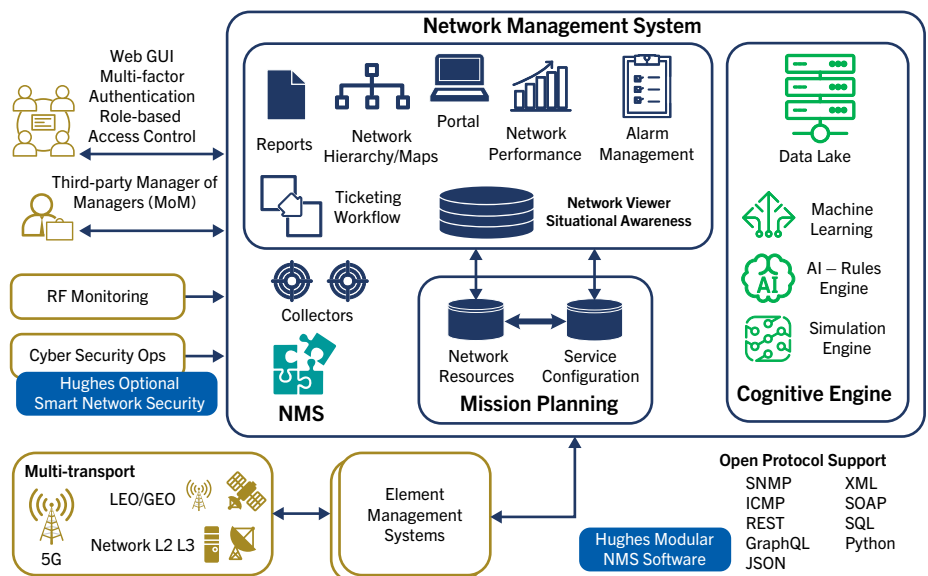 Network Management System
Web GUI
Multi-factor
Authentication
Role-based
Access Control
Third-party Manager of
Managers (MoM)
RF Monitoring
Cyber Security Ops
Hughes Optional
Smart Network Security
Reports
Network
Hierarchy/Maps
Portal
Network
Performance
Alarm
Management
Ticketing
Workflow
Network Viewer
Situational Awareness
Collectors
NMS
Network
Resources
Service
Configuration
Mission Planning
Data Lake
Machine
Learning
AI
AI – Rules
Engine
Simulation
Engine
Cognitive Engine
Multi-transport
LEO/GEO
5G
Network L2 L3
Element
Management
Systems
Hughes Modular
NMS Software
Open Protocol Support
SNMP
ICMP
REST
GraphQL
JSON
XML
SOAP
SQL
Python